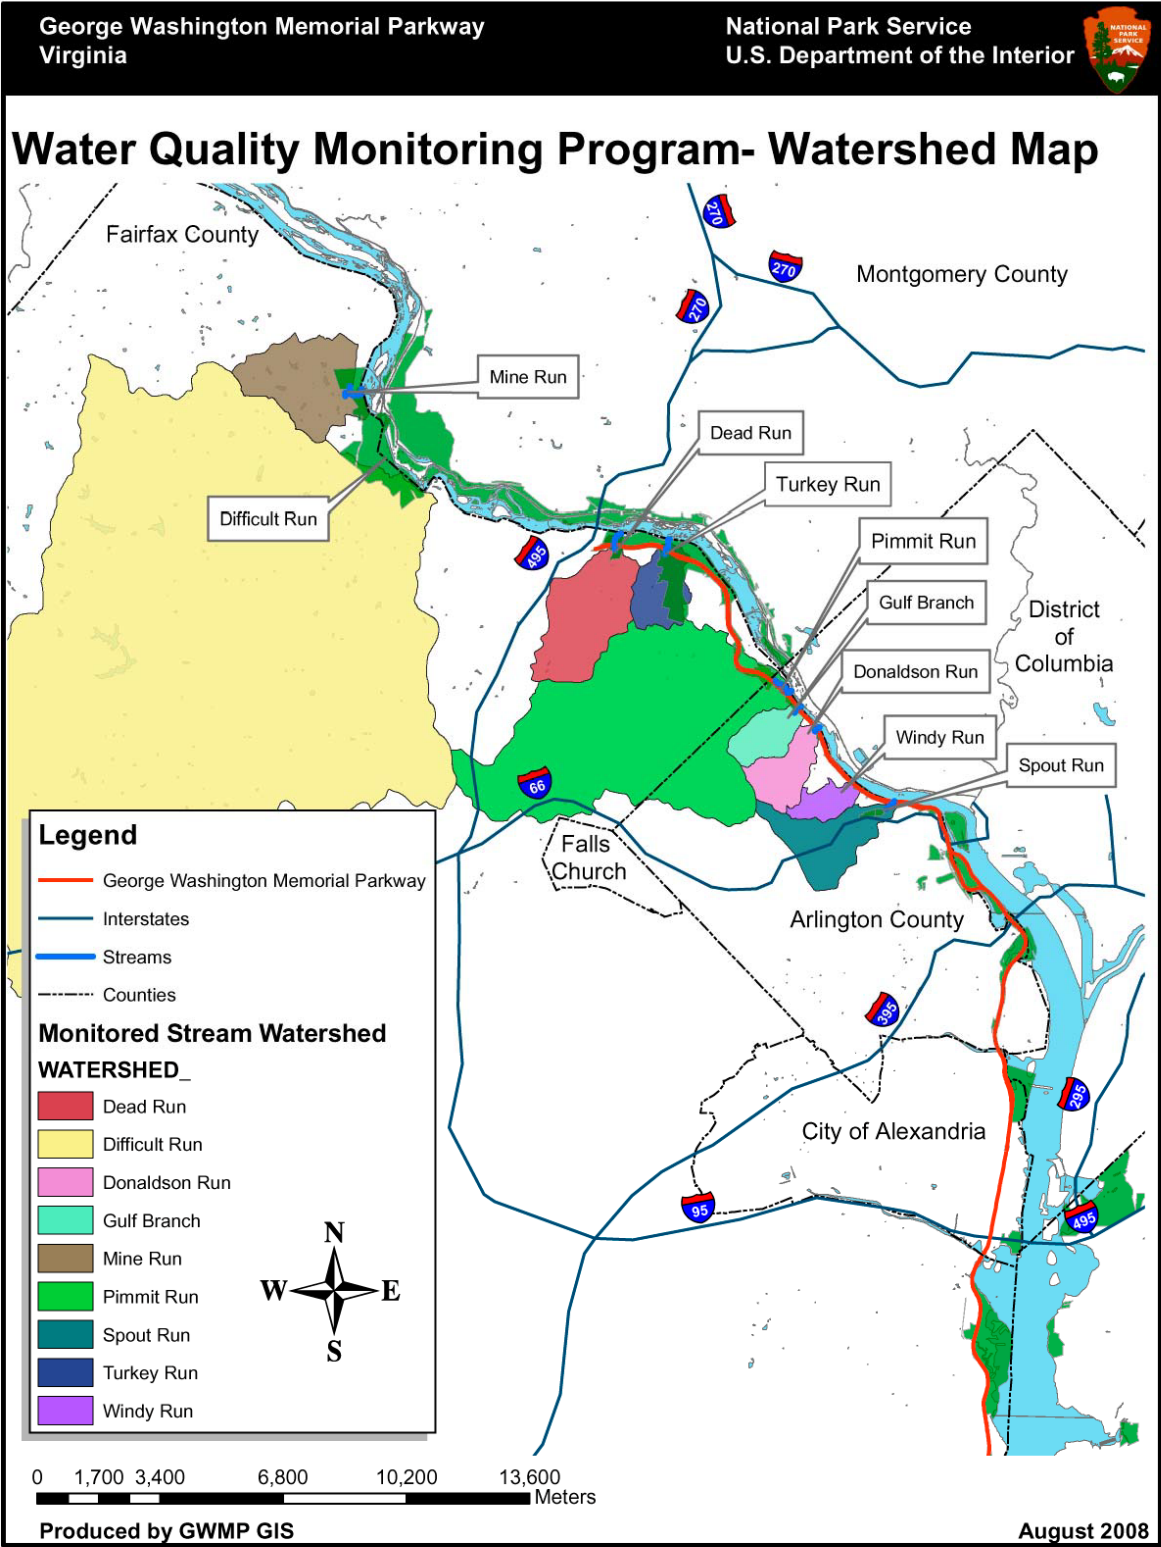 George Washington Memorial Parkway
Virginia
National Park Service
U.S. Department of the Interior
NATIONAL
PARK
SERVICE
Water Quality Monitoring Program- Watershed Map
Fairfax County
270
270
270
Montgomery County
Mine Run
Dead Run
Turkey Run
Difficult Run
Pimmit Run
495
Gulf Branch
District
of
Columbia
Donaldson Run
Windy Run
Spout Run
66
Falls
Church
Arlington County
395
295
City of Alexandria
95
495
Legend
George Washington Memorial Parkway
Interstates
Streams
Counties
Monitored Stream Watershed
WATERSHED_
Dead Run
Difficult Run
Donaldson Run
Gulf Branch
Mine Run
Pimmit Run
Spout Run
Turkey Run
Windy Run
N
W E
S
0 1,700 3,400 6,800 10,200 13,600
Meters
Produced by GWMP GIS
August 2008